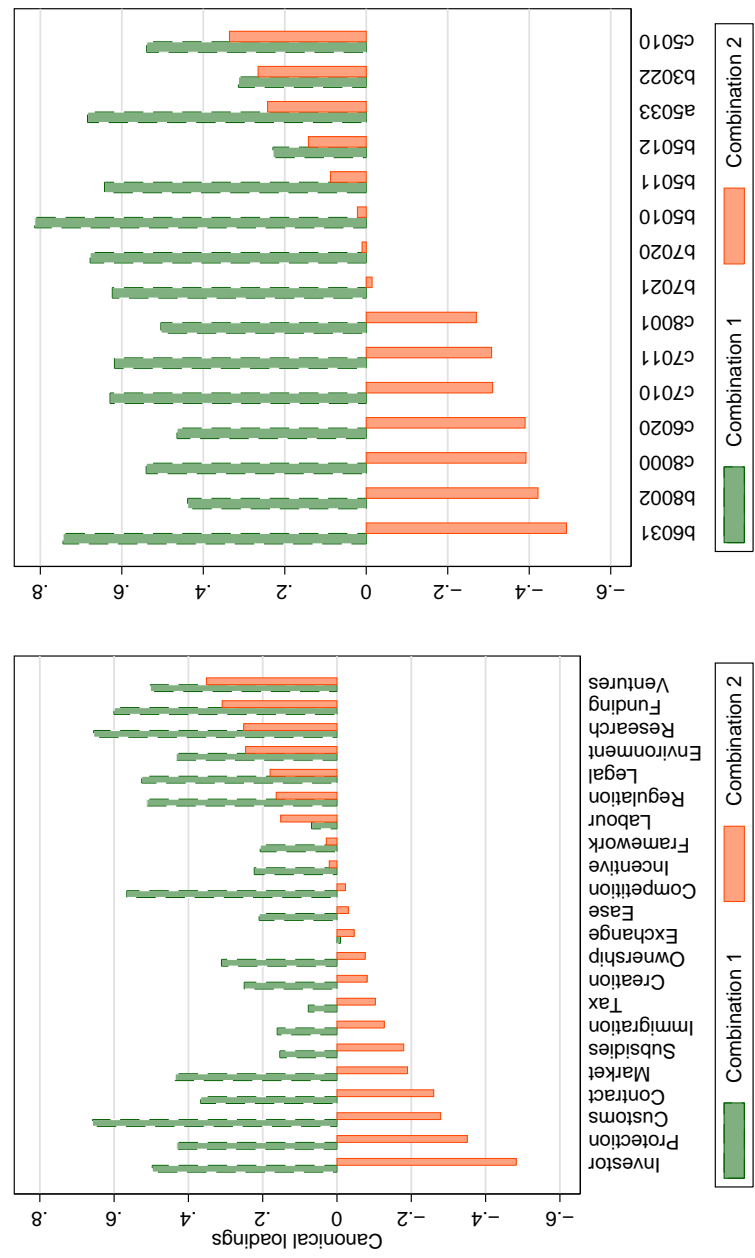 Canonical loadings
.8
.6
.4
.2
0
-.2
-.4
-.6
Investor
Protection
Customs
Contract
Market
Subsidies
Immigration
Tax
Creation
Ownership
Exchange
Ease
Competition
Incentive
Framework
Labour
Regulation
Legal
Environment
Research
Funding
Ventures
Combination 1
Combination 2
.8
.6
.4
.2
0
-.2
-.4
-.6
b6031
b8002
c8000
c6020
c7010
c7011
c8001
b7021
b7020
b5010
b5011
b5012
a5033
b3022
c5010
Combination 1
Combination 2